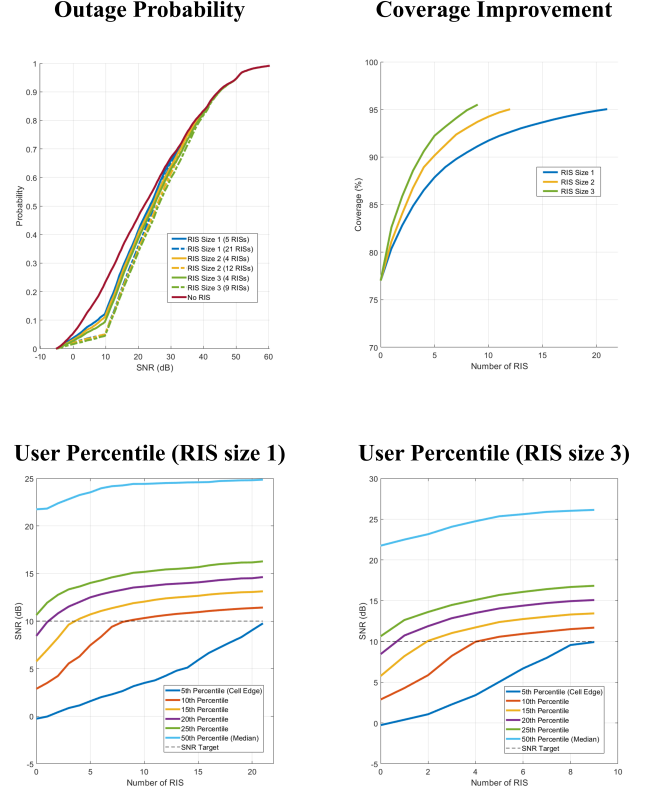 Outage Probability
Coverage Improvement
1
0.9
0.8
0.7
0.6
0.5
0.4
0.3
0.2
0.1
0
Probability
-10
0
10
20
30
40
50
60
SNR (dB)
RIS Size 1 (5 RISs)
RIS Size 1 (21 RISs)
RIS Size 2 (4 RISs)
RIS Size 2 (12 RISs)
RIS Size 3 (4 RISs)
RIS Size 3 (9 RISs)
No RIS
100
95
90
85
80
75
70
Coverage (%)
0
5
10
15
20
Number of RIS
RIS Size 1
RIS Size 2
RIS Size 3
User Percentile (RIS size 1)
User Percentile (RIS size 3)
25
20
15
10
5
0
-5
SNR (dB)
0
5
10
15
20
Number of RIS
5th Percentile (Cell Edge)
10th Percentile
15th Percentile
20th Percentile
25th Percentile
50th Percentile (Median)
SNR Target
30
25
20
15
10
5
0
-5
SNR (dB)
0
2
4
6
8
10
Number of RIS
5th Percentile (Cell Edge)
10th Percentile
15th Percentile
20th Percentile
25th Percentile
50th Percentile (Median)
SNR Target